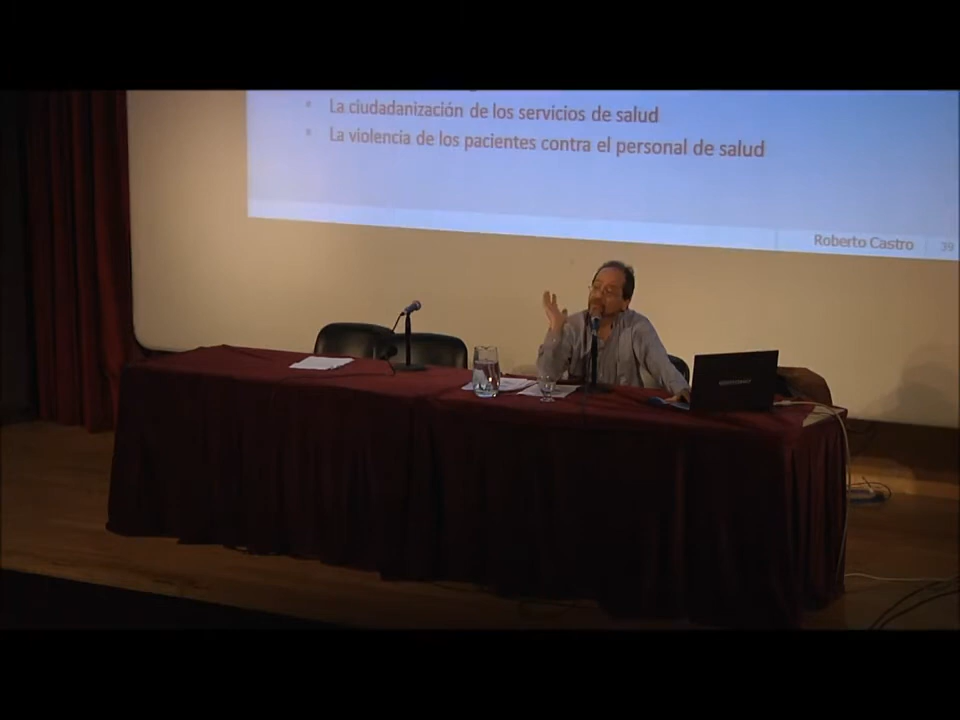 La ciudadanización de los servicios de salud
La violencia de los pacientes contra el personal de salud
Roberto Castro 39